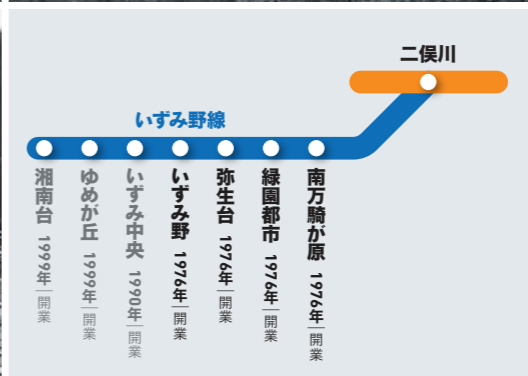 二俣川
いずみ野線
湘南台 1999年|開業
ゆめが丘 1999年|開業
いずみ中央 1990年|開業
いずみ野 1976年|開業
弥生台 1976年|開業
緑園都市 1976年|開業
南万騎が原 1976年|開業